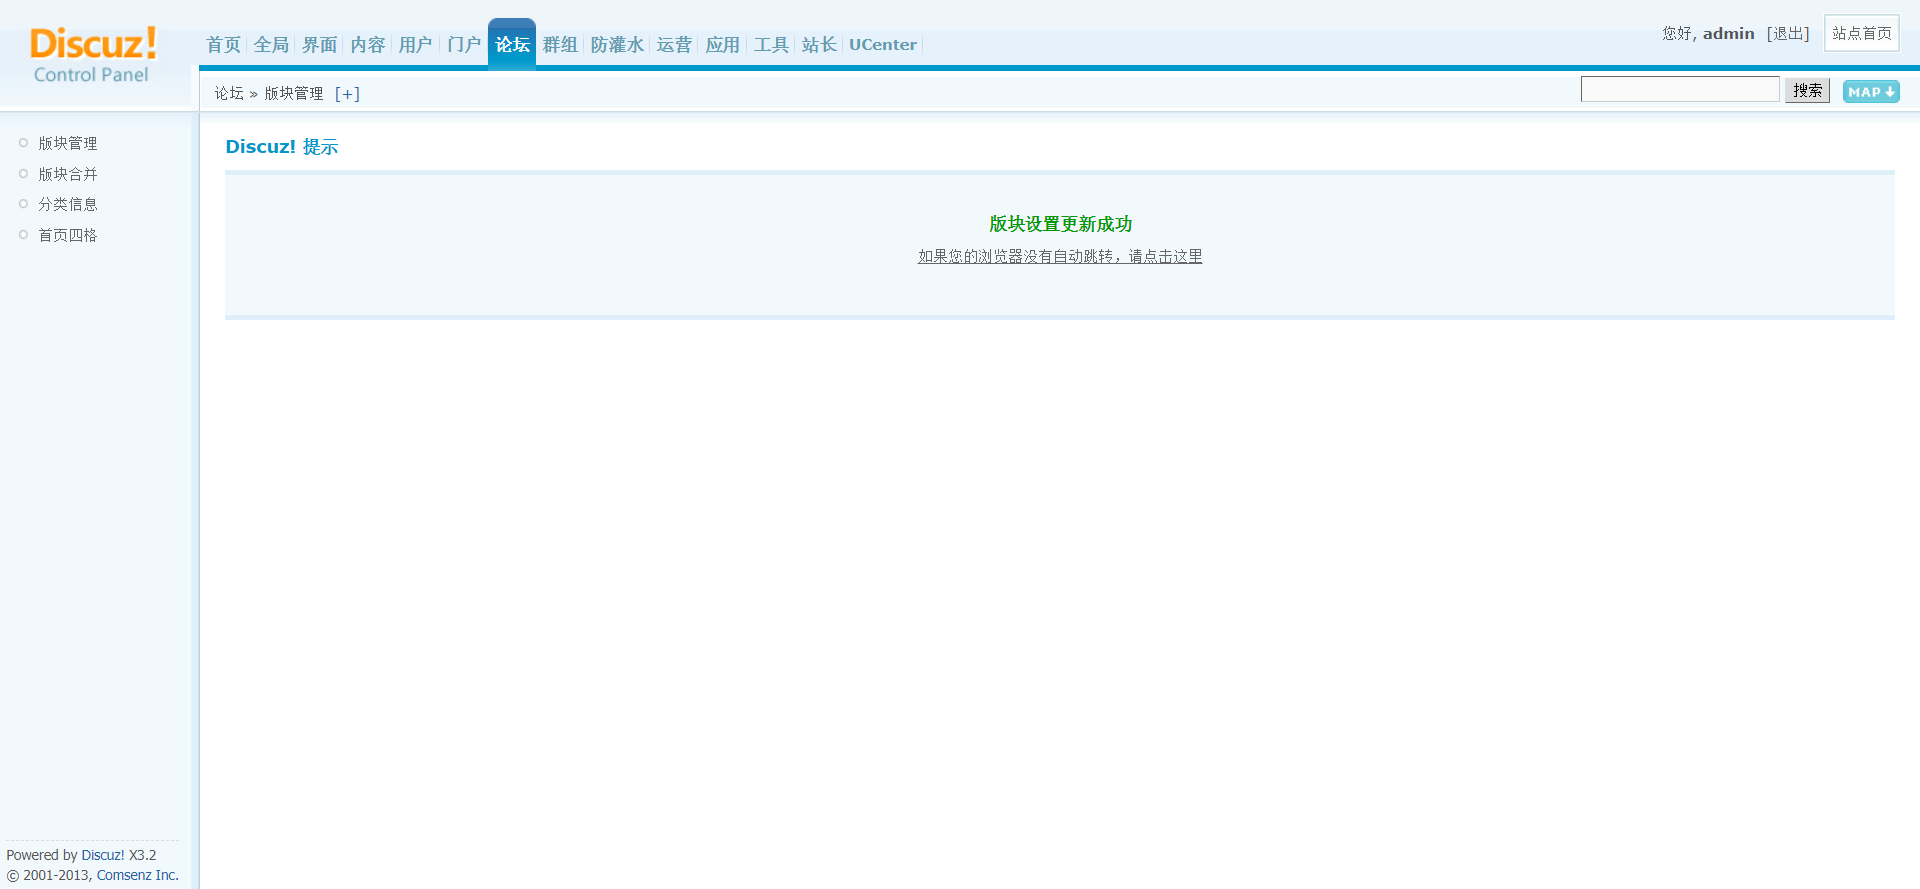 Discuz!
Control Panel
首页 全局 界面 内容 用户 门户 论坛 群组 防灌水 运营 应用 工具 站长 UCenter
您好, admin [退出] 站点首页
论坛 » 版块管理 [+]
搜索 MAP
版块管理
版块合并
分类信息
首页四格
Discuz! 提示
版块设置更新成功
如果您的浏览器没有自动跳转，请点击这里
Powered by Discuz! X3.2
© 2001-2013, Comsenz Inc.